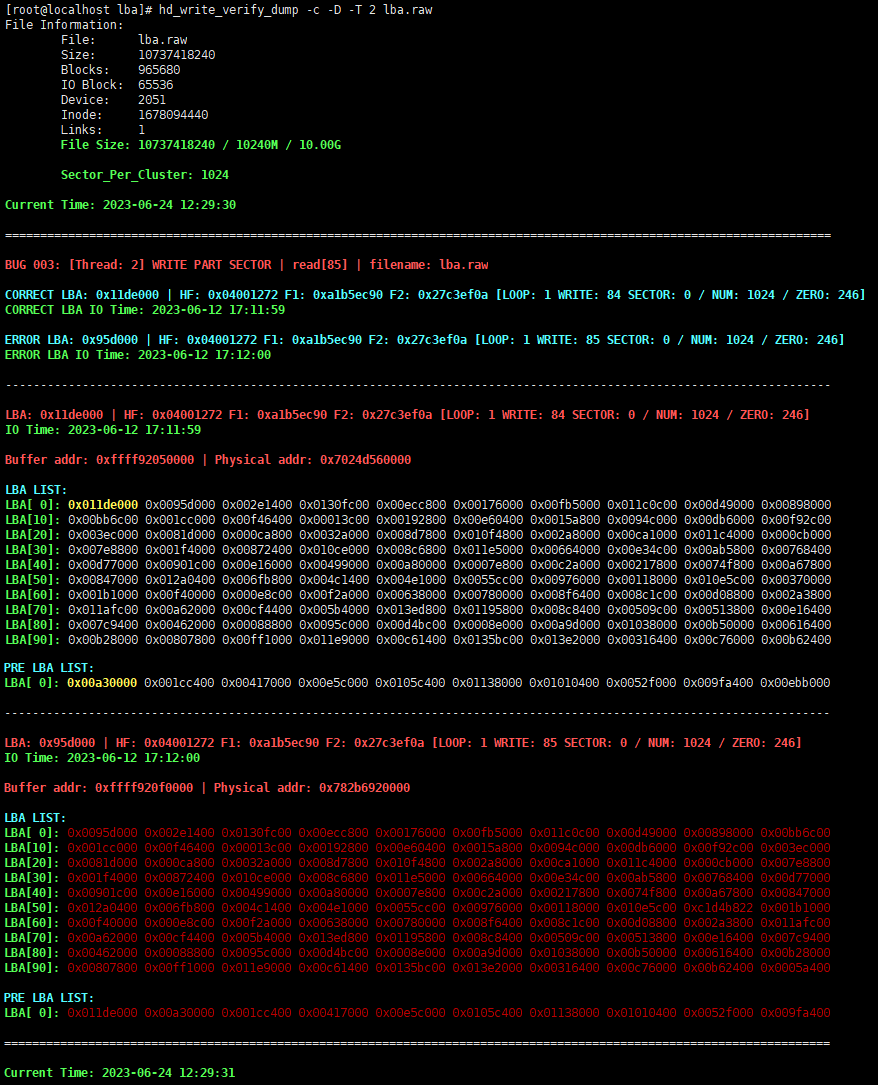 [root@localhost lba]# hd_write_verify_dump -c -D -T 2 lba.raw
File Information:
File: lba.raw
Size: 10737418240
Blocks: 965680
IO Block: 65536
Device: 2051
Inode: 1678094440
Links: 1
File Size: 10737418240 / 10240M / 10.00G
Sector_Per_Cluster: 1024
Current Time: 2023-06-24 12:29:30
======================================================================================================================
BUG 003: [Thread: 2] WRITE PART SECTOR | read[85] | filename: lba.raw
CORRECT LBA: 0x11de000 | HF: 0x04001272 F1: 0xa1b5ec90 F2: 0x27c3ef0a [LOOP: 1 WRITE: 84 SECTOR: 0 / NUM: 1024 / ZERO: 246]
CORRECT LBA IO Time: 2023-06-12 17:11:59
ERROR LBA: 0x95d000 | HF: 0x04001272 F1: 0xa1b5ec90 F2: 0x27c3ef0a [LOOP: 1 WRITE: 85 SECTOR: 0 / NUM: 1024 / ZERO: 246]
ERROR LBA IO Time: 2023-06-12 17:12:00
----------------------------------------------------------------------------------------------------------------------
LBA: 0x11de000 | HF: 0x04001272 F1: 0xa1b5ec90 F2: 0x27c3ef0a [LOOP: 1 WRITE: 84 SECTOR: 0 / NUM: 1024 / ZERO: 246]
IO Time: 2023-06-12 17:11:59
Buffer addr: 0xffff92050000 | Physical addr: 0x7024d560000
LBA LIST:
LBA[ 0]: 0x011de000 0x0095d000 0x002e1400 0x0130fc00 0x00ecc800 0x00176000 0x00fb5000 0x011c0c00 0x00d49000 0x00898000
LBA[10]: 0x00bb6c00 0x001cc000 0x00f46400 0x00013c00 0x00192800 0x00e60400 0x0015a800 0x0094c000 0x00db6000 0x00f92c00
LBA[20]: 0x003ec000 0x0081d000 0x000ca800 0x0032a000 0x008d7800 0x010f4800 0x002a8000 0x00ca1000 0x011c4000 0x000cb000
LBA[30]: 0x007e8800 0x001f4000 0x00872400 0x010ce000 0x008c6800 0x011e5000 0x00664000 0x00e34c00 0x00ab5800 0x00768400
LBA[40]: 0x00d77000 0x00901c00 0x00e16000 0x00499000 0x00a80000 0x0007e800 0x00c2a000 0x00217800 0x0074f800 0x00a67800
LBA[50]: 0x00847000 0x012a0400 0x006fb800 0x004c1400 0x004e1000 0x0055cc00 0x00976000 0x00118000 0x010e5c00 0x00370000
LBA[60]: 0x001b1000 0x00f40000 0x000e8c00 0x00f2a000 0x00638000 0x00780000 0x008f6400 0x008c1c00 0x00d08800 0x002a3800
LBA[70]: 0x011afc00 0x00a62000 0x00cf4400 0x005b4000 0x013ed800 0x01195800 0x008c8400 0x00509c00 0x00513800 0x00e16400
LBA[80]: 0x007c9400 0x00462000 0x00088800 0x0095c000 0x00d4bc00 0x0008e000 0x00a9d000 0x01038000 0x00b50000 0x00616400
LBA[90]: 0x00b28000 0x00807800 0x00ff1000 0x011e9000 0x00c61400 0x0135bc00 0x013e2000 0x00316400 0x00c76000 0x00b62400
PRE LBA LIST:
LBA[ 0]: 0x00a30000 0x001cc400 0x00417000 0x00e5c000 0x0105c400 0x01138000 0x01010400 0x0052f000 0x009fa400 0x00ebb000
----------------------------------------------------------------------------------------------------------------------
LBA: 0x95d000 | HF: 0x04001272 F1: 0xa1b5ec90 F2: 0x27c3ef0a [LOOP: 1 WRITE: 85 SECTOR: 0 / NUM: 1024 / ZERO: 246]
IO Time: 2023-06-12 17:12:00
Buffer addr: 0xffff920f0000 | Physical addr: 0x782b6920000
LBA LIST:
LBA[ 0]: 0x0095d000 0x002e1400 0x0130fc00 0x00ecc800 0x00176000 0x00fb5000 0x011c0c00 0x00d49000 0x00898000 0x00bb6c00
LBA[10]: 0x001cc000 0x00f46400 0x00013c00 0x00192800 0x00e60400 0x0015a800 0x0094c000 0x00db6000 0x00f92c00 0x003ec000
LBA[20]: 0x0081d000 0x000ca800 0x0032a000 0x008d7800 0x010f4800 0x002a8000 0x00ca1000 0x011c4000 0x000cb000 0x007e8800
LBA[30]: 0x001f4000 0x00872400 0x010ce000 0x008c6800 0x011e5000 0x00664000 0x00e34c00 0x00ab5800 0x00768400 0x00d77000
LBA[40]: 0x00901c00 0x00e16000 0x00499000 0x00a80000 0x0007e800 0x00c2a000 0x00217800 0x0074f800 0x00a67800 0x00847000
LBA[50]: 0x012a0400 0x006fb800 0x004c1400 0x004e1000 0x0055cc00 0x00976000 0x00118000 0x010e5c00 0xc1d4b822 0x001b1000
LBA[60]: 0x00f40000 0x000e8c00 0x00f2a000 0x00638000 0x00780000 0x008f6400 0x008c1c00 0x00d08800 0x002a3800 0x011afc00
LBA[70]: 0x00a62000 0x00cf4400 0x005b4000 0x013ed800 0x01195800 0x008c8400 0x00509c00 0x00513800 0x00e16400 0x007c9400
LBA[80]: 0x00462000 0x00088800 0x0095c000 0x00d4bc00 0x0008e000 0x00a9d000 0x01038000 0x00b50000 0x00616400 0x00b28000
LBA[90]: 0x00807800 0x00ff1000 0x011e9000 0x00c61400 0x0135bc00 0x013e2000 0x00316400 0x00c76000 0x00b62400 0x0005a400
PRE LBA LIST:
LBA[ 0]: 0x011de000 0x00a30000 0x001cc400 0x00417000 0x00e5c000 0x0105c400 0x01138000 0x01010400 0x0052f000 0x009fa400
======================================================================================================================
Current Time: 2023-06-24 12:29:31